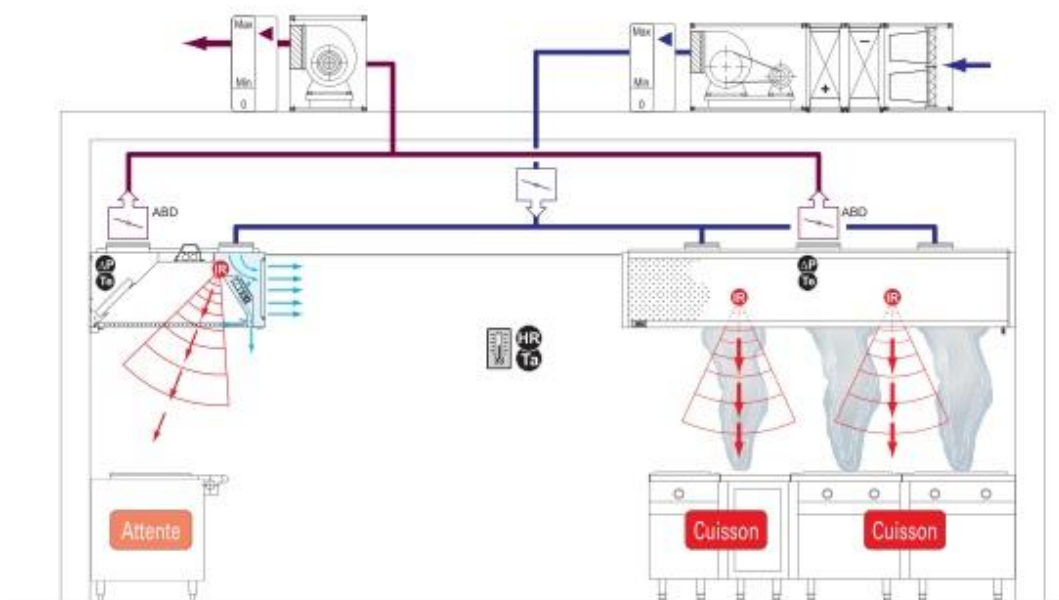 Max
Min
0
Max
Min
0
+
−
ABD
ABD
ΔP
Te
IR
ΔP
Te
IR
IR
HR
Ta
Attente
Cuisson
Cuisson